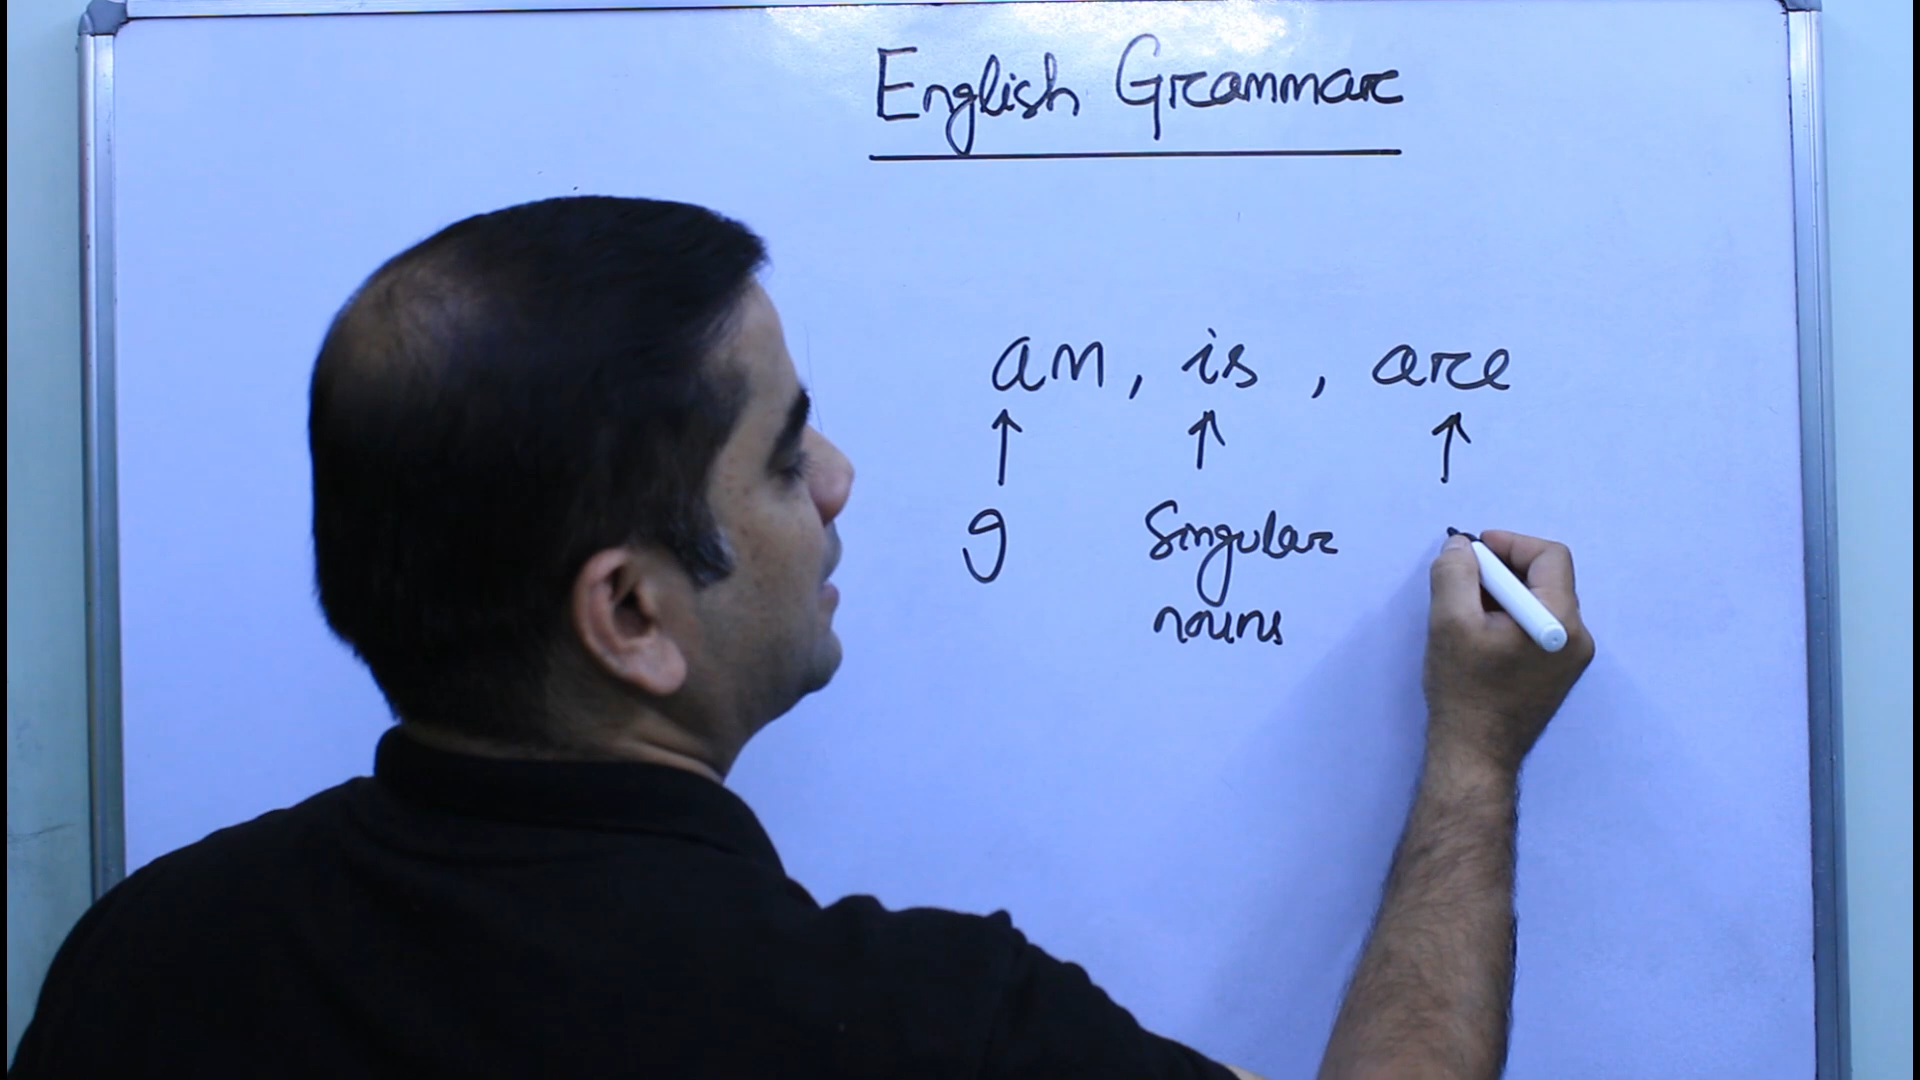 English Grammar
am, is, are
↑ ↑ ↑
I Singular
nouns